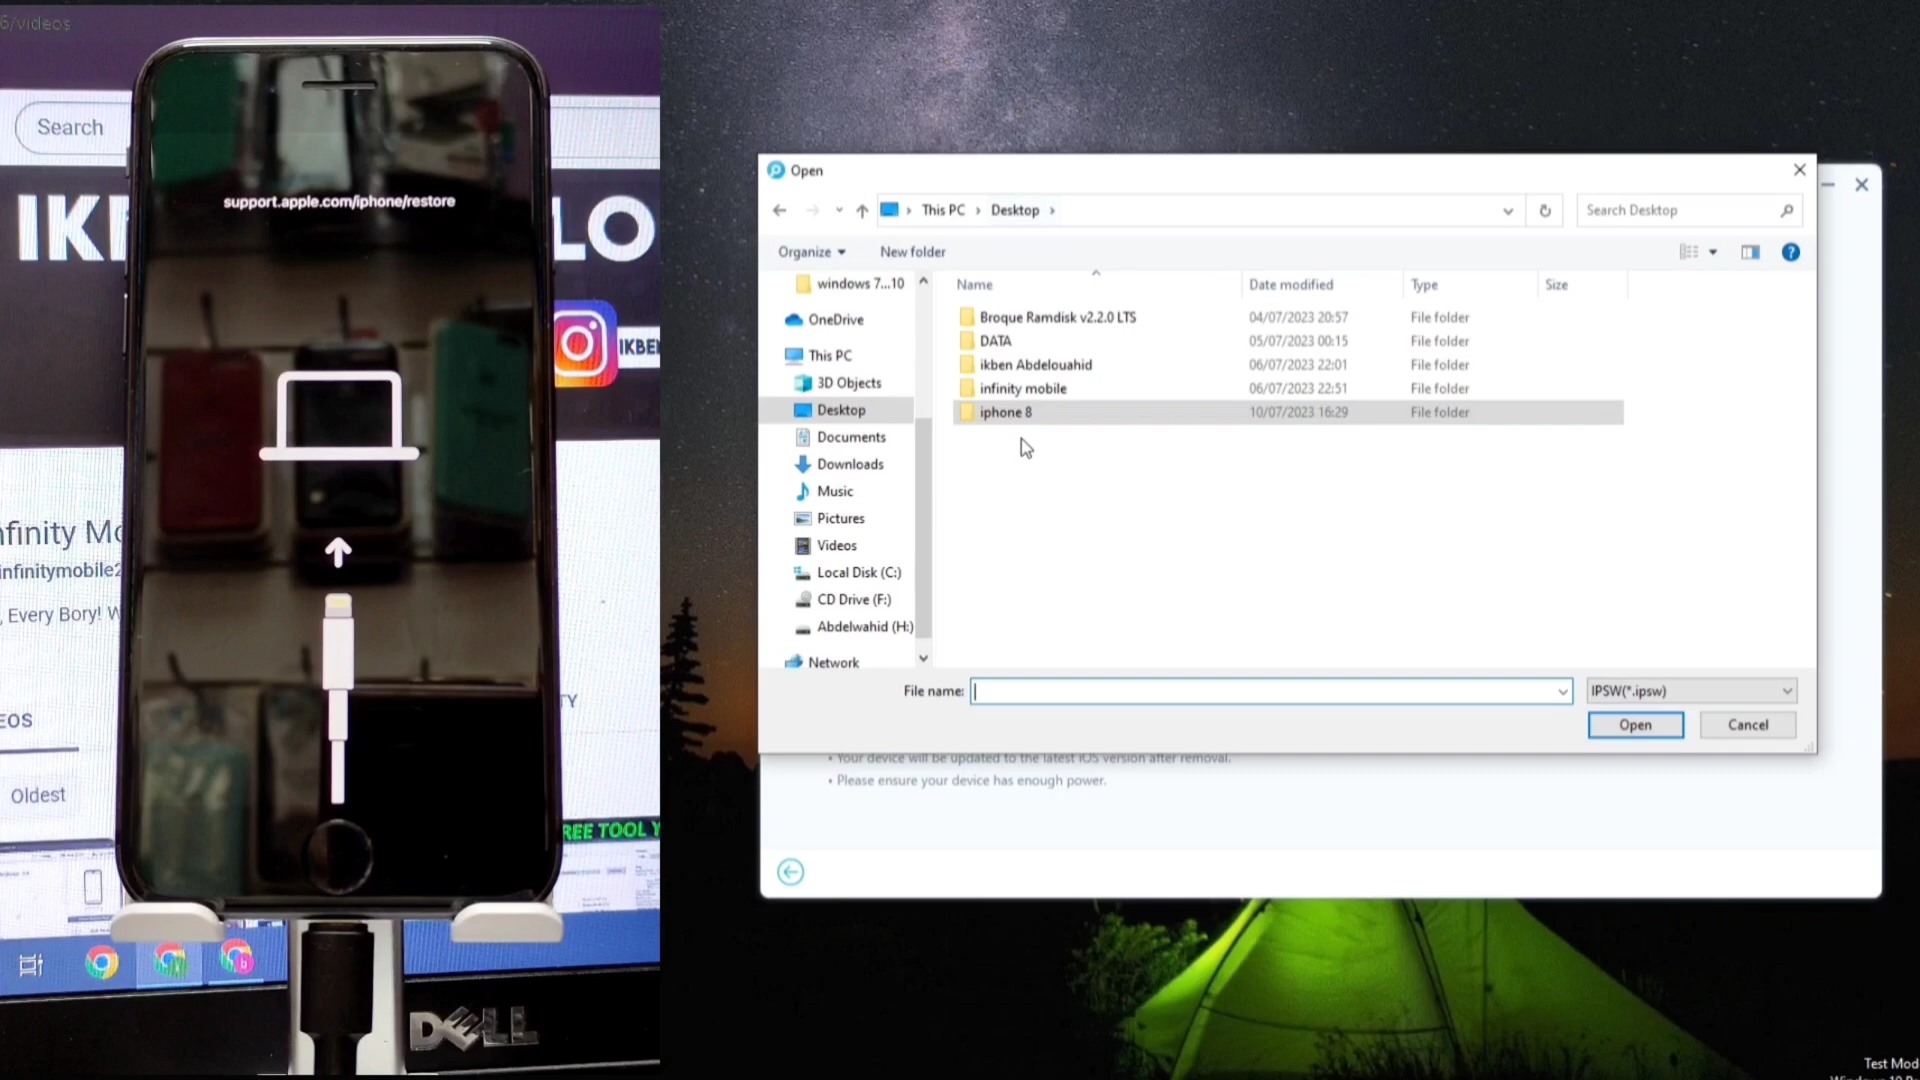 6/videos
Search
IK
LO
support.apple.com/iphone/restore
IKBEN
nfinity Mo
infinitymobile2
, Every Bory! W
TY
EOS
Oldest
REE TOOL Y
DELL
Open
This PC
Desktop
Search Desktop
Organize
New folder
Name
Date modified
Type
Size
windows 7...10
OneDrive
This PC
3D Objects
Desktop
Documents
Downloads
Music
Pictures
Videos
Local Disk (C:)
CD Drive (F:)
Abdelwahid (H:)
Network
Broque Ramdisk v2.2.0 LTS 04/07/2023 20:57 File folder
DATA 05/07/2023 00:15 File folder
ikben Abdelouahid 06/07/2023 22:01 File folder
infinity mobile 06/07/2023 22:51 File folder
iphone 8 10/07/2023 16:29 File folder
File name:
IPSW(*.ipsw)
Open
Cancel
• Your device will be updated to the latest iOS version after removal.
• Please ensure your device has enough power.
Test Mod